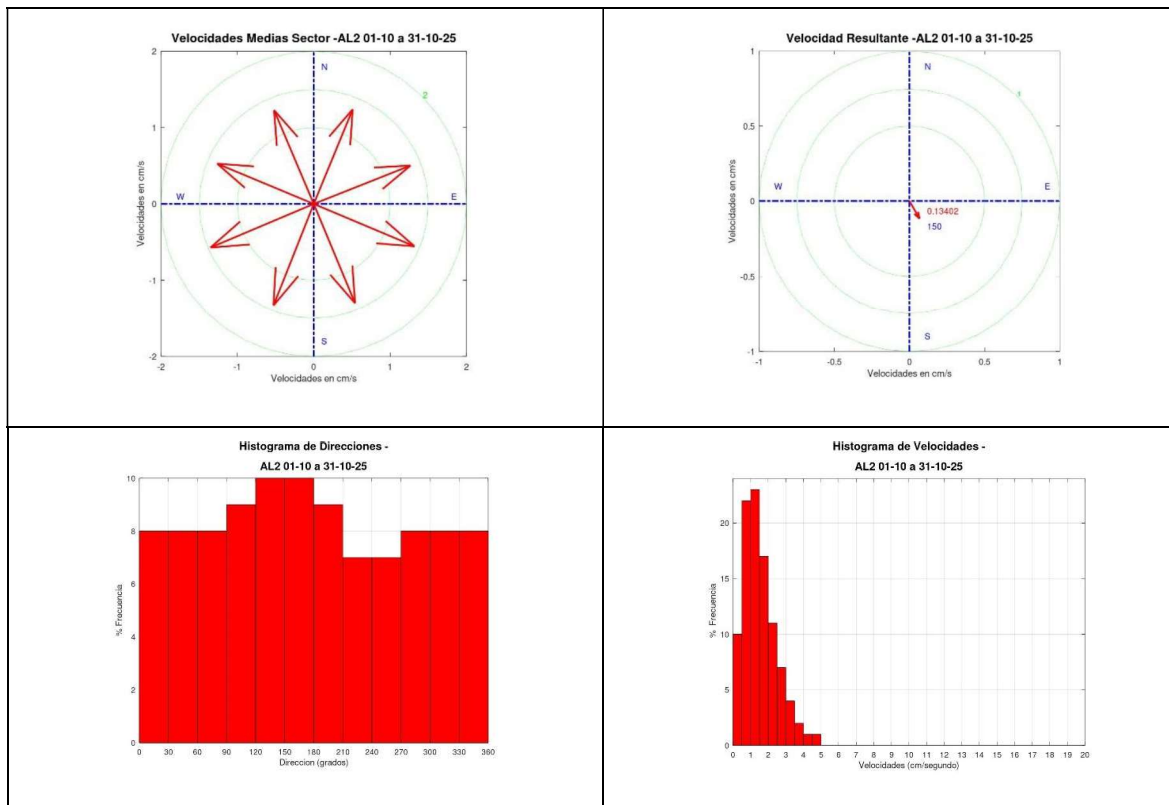 Velocidades Medias Sector -AL2 01-10 a 31-10-25
2
N
2
1
Velocidades en cm/s
W
E
0
-1
S
-2
-2
-1
0
1
2
Velocidades en cm/s
Velocidad Resultante -AL2 01-10 a 31-10-25
1
N
1
0.5
Velocidades en cm/s
W
E
0
0.13402
150
-0.5
S
-1
-1
-0.5
0
0.5
1
Velocidades en cm/s
Histograma de Direcciones -
AL2 01-10 a 31-10-25
10
8
6
% Frecuencia
4
2
0
0 30 60 90 120 150 180 210 240 270 300 330 360
Direccion (grados)
Histograma de Velocidades -
AL2 01-10 a 31-10-25
20
15
% Frecuencia
10
5
0
0 1 2 3 4 5 6 7 8 9 10 11 12 13 14 15 16 17 18 19 20
Velocidades (cm/segundo)